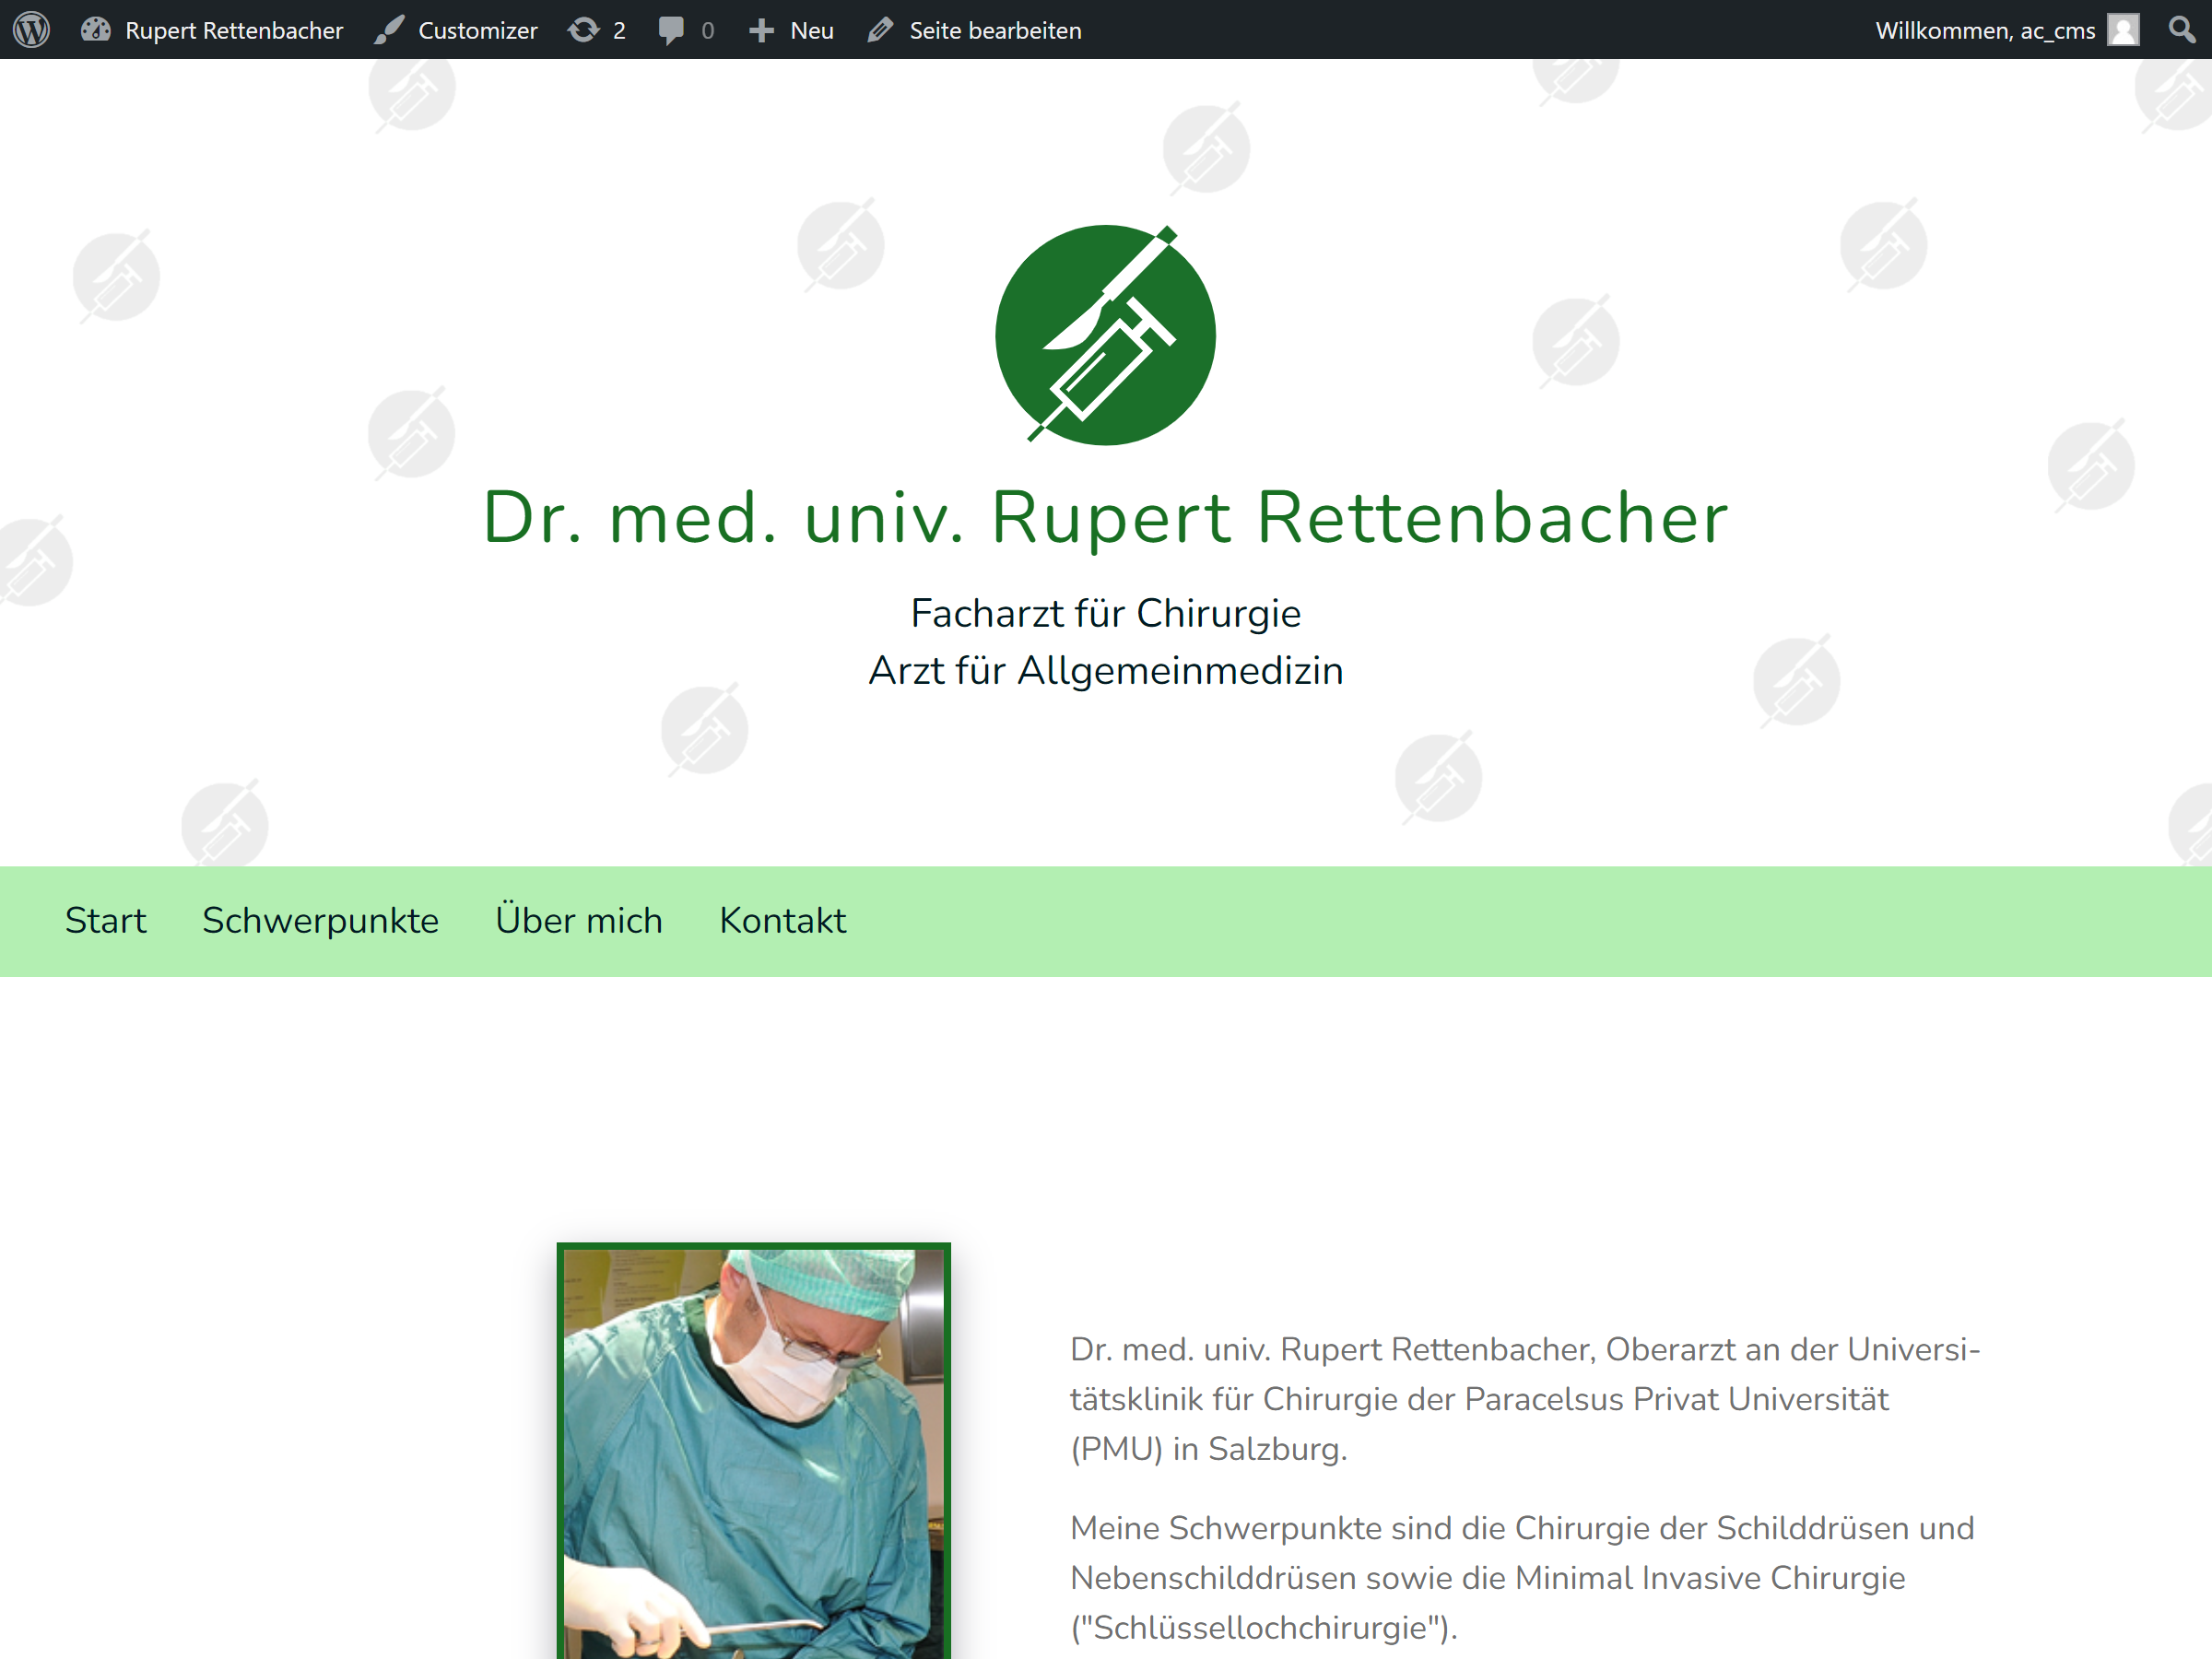 Rupert Rettenbacher Customizer 2 0 Neu Seite bearbeiten Willkommen, ac_cms
Dr. med. univ. Rupert Rettenbacher
Facharzt für Chirurgie
Arzt für Allgemeinmedizin
Start Schwerpunkte Über mich Kontakt
Dr. med. univ. Rupert Rettenbacher, Oberarzt an der Universi-
tätsklinik für Chirurgie der Paracelsus Privat Universität
(PMU) in Salzburg.
Meine Schwerpunkte sind die Chirurgie der Schilddrüsen und
Nebenschilddrüsen sowie die Minimal Invasive Chirurgie
("Schlüssellochchirurgie").